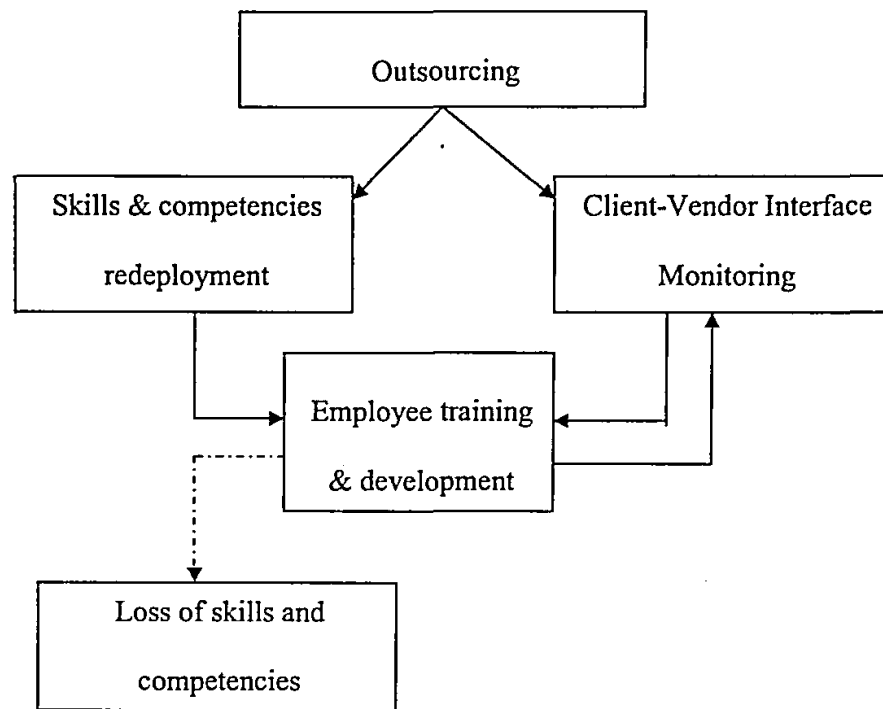 Outsourcing
Skills & competencies
redeployment
Client-Vendor Interface
Monitoring
Employee training
& development
Loss of skills and
competencies